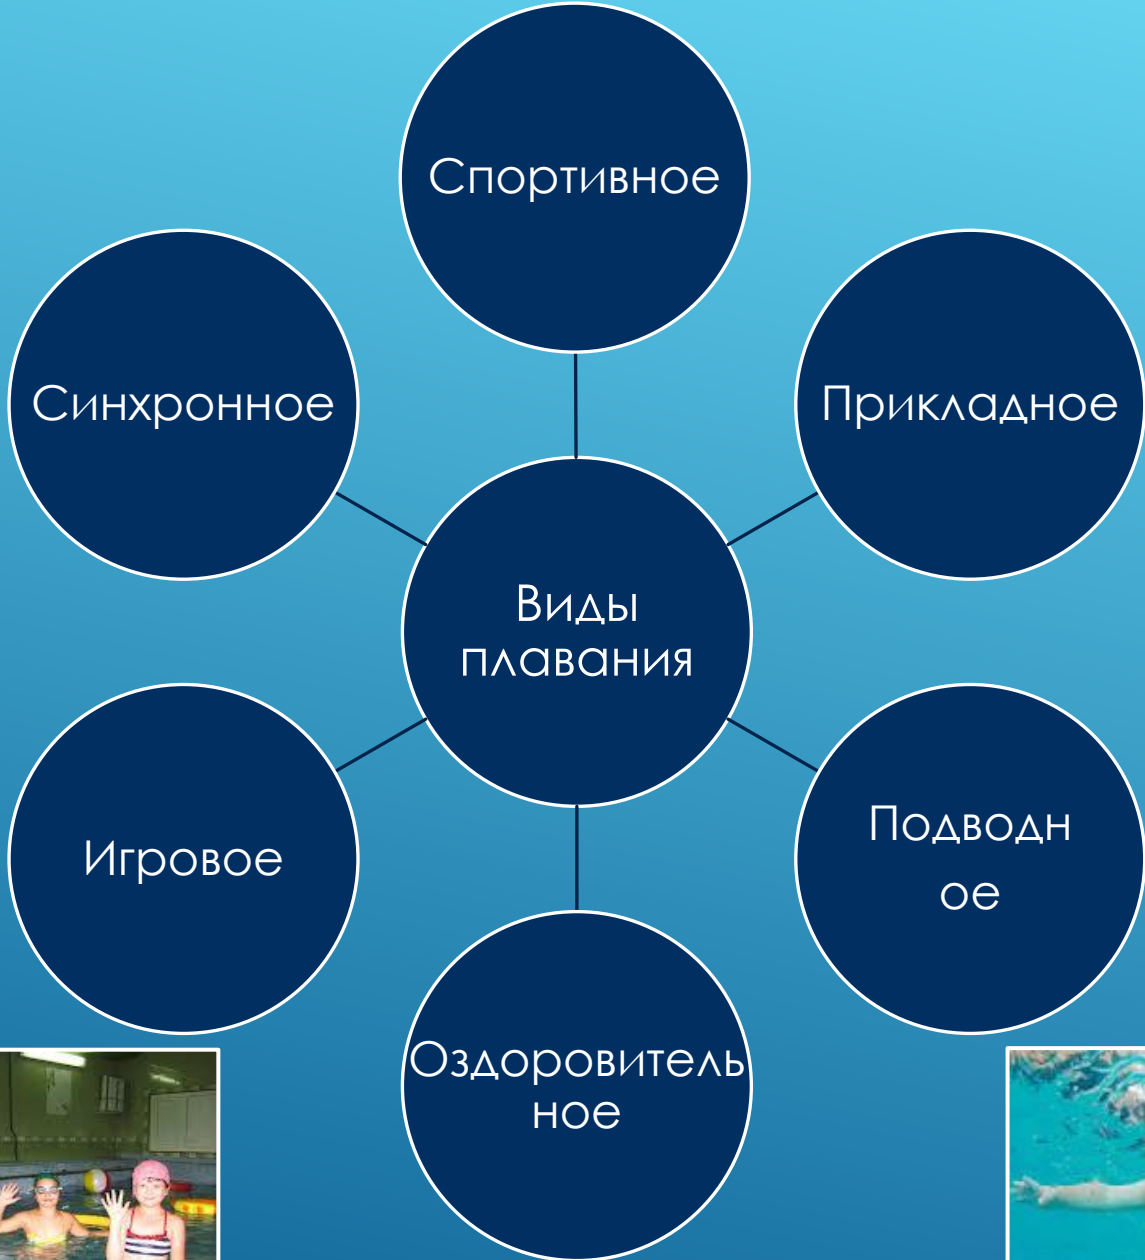 Спортивное
Синхронное
Прикладное
Виды
плавания
Игровое
Подводн
ое
Оздоровитель
ное